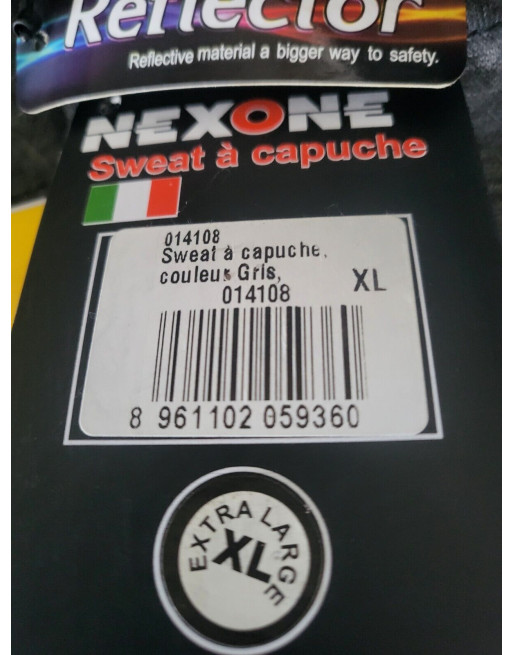 Reflector
Reflective material a bigger way to safety.
NEXONE
Sweat à capuche
014108
Sweat à capuche,
couleur Gris,
014108
XL
8 961102 059360
EXTRA LARGE
XL